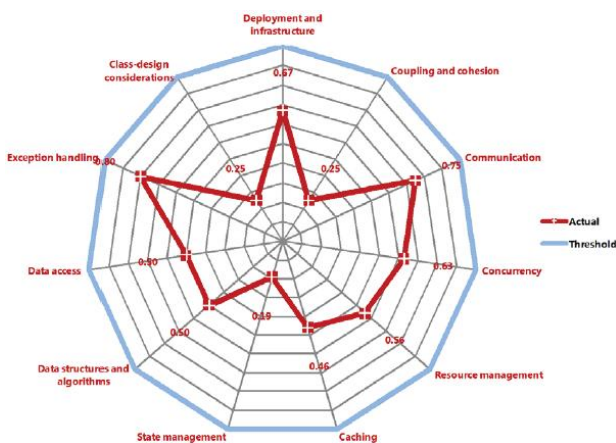 Deployment and
infrastructure
Class-design
considerations
0.67
Coupling and cohesion
Exception handling
0.80
0.25
0.25
0.75
Communication
Actual
Threshold
Data access
0.50
0.63
Concurrency
Data structures and
algorithms
0.50
0.19
0.46
0.56
Resource management
State management
Caching